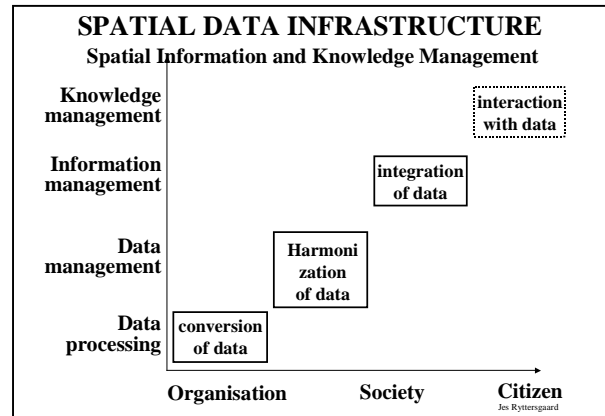 SPATIAL DATA INFRASTRUCTURE
Spatial Information and Knowledge Management
Knowledge
management
interaction
with data
Information
management
integration
of data
Data
management
Harmoni
zation
of data
Data
processing
conversion
of data
Organisation Society Citizen
Jes Ryttersgaard